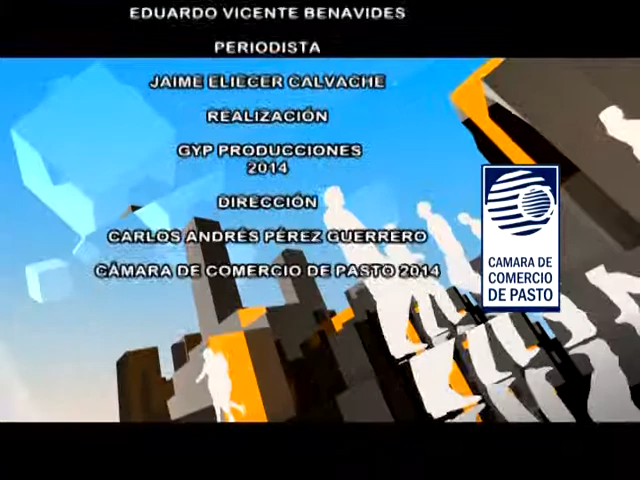 EDUARDO VICENTE BENAVIDES
PERIODISTA
JAIME ELIECER CALVACHE
REALIZACIÓN
GYP PRODUCCIONES
2014
DIRECCIÓN
CARLOS ANDRÉS PÉREZ GUERRERO
CÁMARA DE COMERCIO DE PASTO 2014
CAMARA DE
COMERCIO
DE PASTO